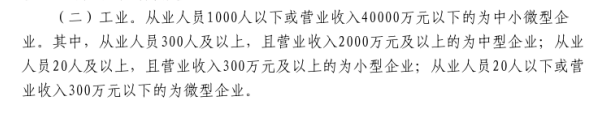 （二）工业。从业人员1000人以下或营业收入40000万元以下的为中小微型企
业。其中，从业人员300人及以上，且营业收入2000万元及以上的为中型企业；从业
人员20人及以上，且营业收入300万元及以上的为小型企业；从业人员20人以下或营
业收入300万元以下的为微型企业。